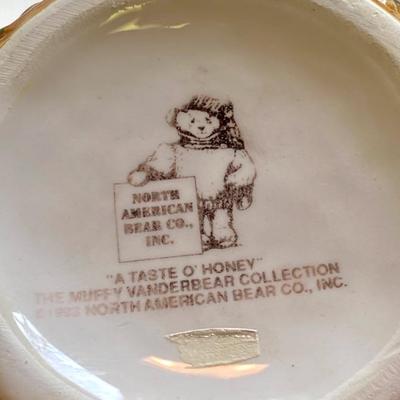 NORTH
AMERICAN
BEAR CO.,
INC.
"A TASTE O' HONEY"
THE MUFFY VANDERBEAR COLLECTION
NORTH AMERICAN BEAR CO., INC.